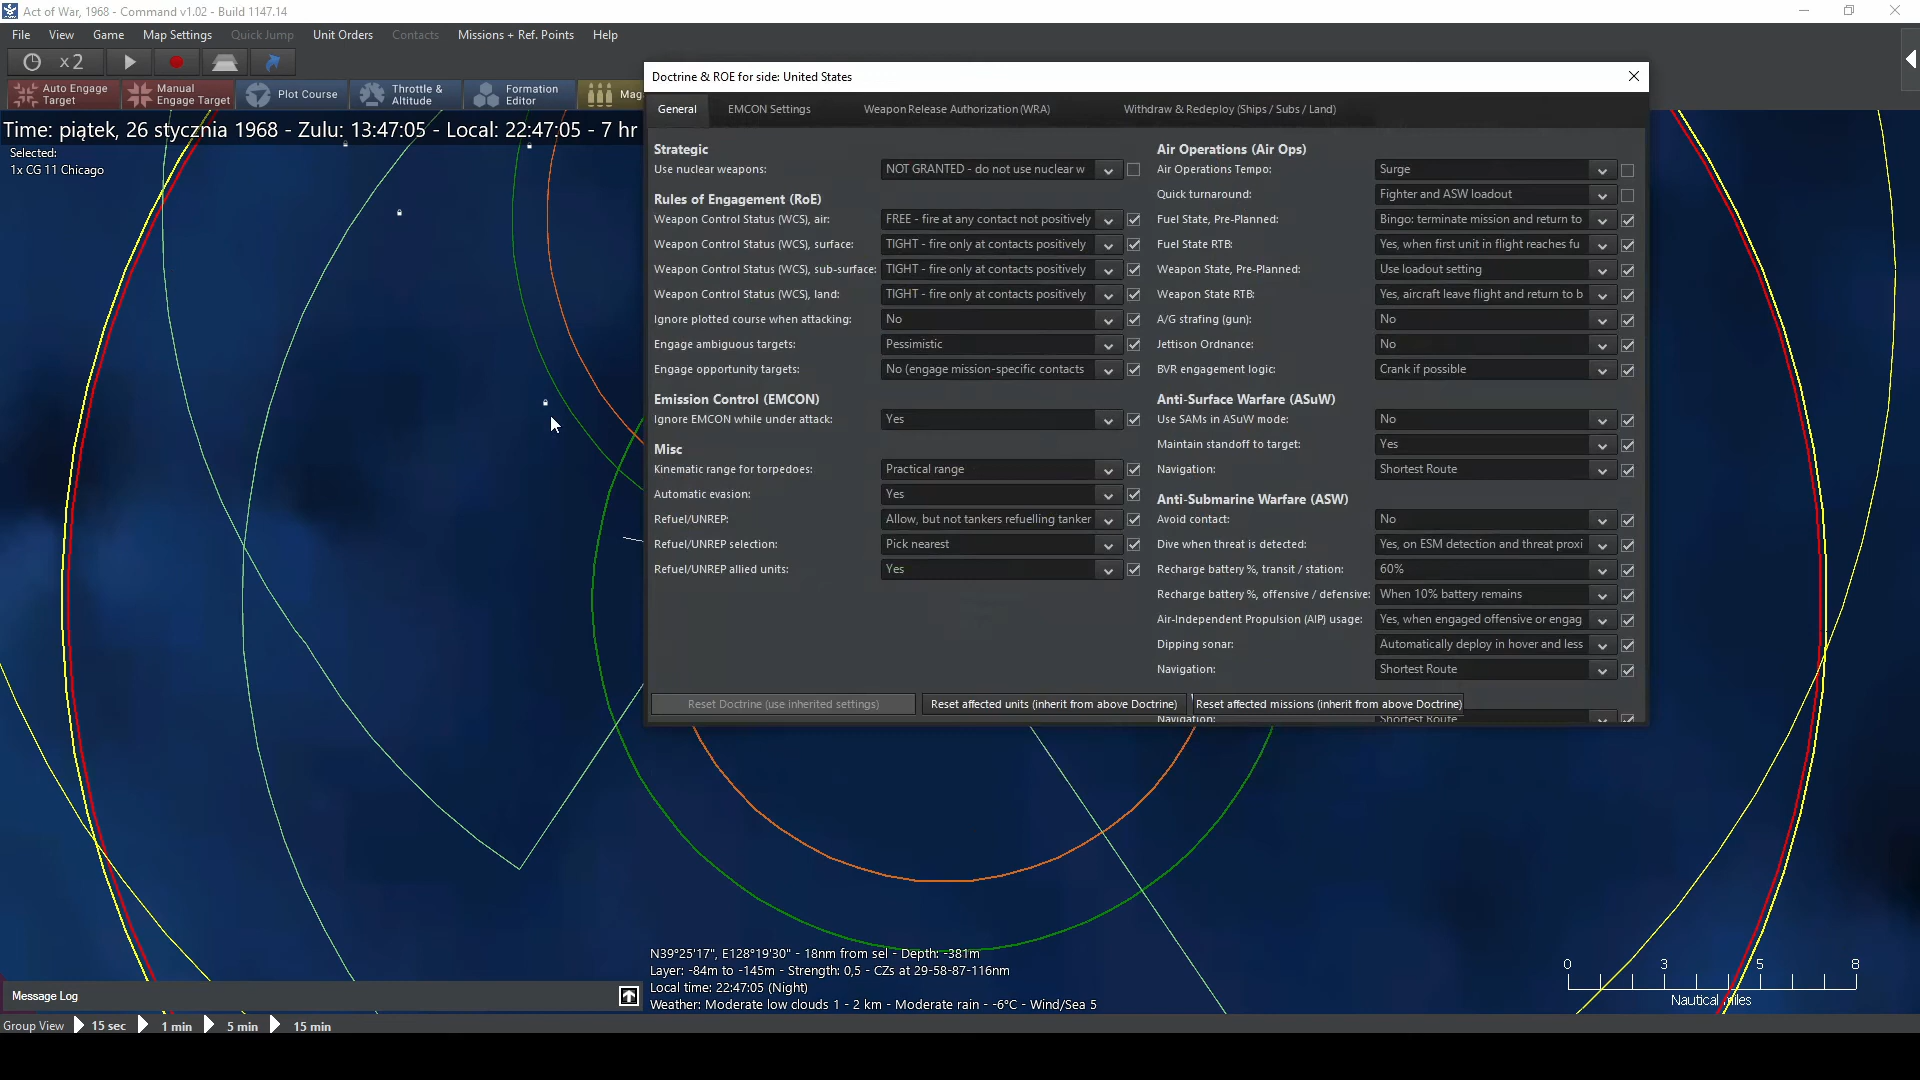 Act of War, 1968 - Command v1.02 - Build 1147.14
File View Game Map Settings Quick Jump Unit Orders Contacts Missions + Ref. Points Help
x 2
Auto Engage Target
Manual Engage Target
Plot Course
Throttle & Altitude
Formation Editor
Mag
Time: piątek, 26 stycznia 1968 - Zulu: 13:47:05 - Local: 22:47:05 - 7 hr
Selected:
1x CG 11 Chicago
Doctrine & ROE for side: United States
General EMCON Settings Weapon Release Authorization (WRA) Withdraw & Redeploy (Ships / Subs / Land)
Strategic
Use nuclear weapons: NOT GRANTED - do not use nuclear w
Rules of Engagement (RoE)
Weapon Control Status (WCS), air: FREE - fire at any contact not positively
Weapon Control Status (WCS), surface: TIGHT - fire only at contacts positively
Weapon Control Status (WCS), sub-surface: TIGHT - fire only at contacts positively
Weapon Control Status (WCS), land: TIGHT - fire only at contacts positively
Ignore plotted course when attacking: No
Engage ambiguous targets: Pessimistic
Engage opportunity targets: No (engage mission-specific contacts
Emission Control (EMCON)
Ignore EMCON while under attack: Yes
Misc
Kinematic range for torpedoes: Practical range
Automatic evasion: Yes
Refuel/UNREP: Allow, but not tankers refuelling tanker
Refuel/UNREP selection: Pick nearest
Refuel/UNREP allied units: Yes
Air Operations (Air Ops)
Air Operations Tempo: Surge
Quick turnaround: Fighter and ASW loadout
Fuel State, Pre-Planned: Bingo: terminate mission and return to
Fuel State RTB: Yes, when first unit in flight reaches fu
Weapon State, Pre-Planned: Use loadout setting
Weapon State RTB: Yes, aircraft leave flight and return to b
A/G strafing (gun): No
Jettison Ordnance: No
BVR engagement logic: Crank if possible
Anti-Surface Warfare (ASuW)
Use SAMs in ASuW mode: No
Maintain standoff to target: Yes
Navigation: Shortest Route
Anti-Submarine Warfare (ASW)
Avoid contact: No
Dive when threat is detected: Yes, on ESM detection and threat proxi
Recharge battery %, transit / station: 60%
Recharge battery %, offensive / defensive: When 10% battery remains
Air-Independent Propulsion (AIP) usage: Yes, when engaged offensive or engag
Dipping sonar: Automatically deploy in hover and less
Navigation: Shortest Route
Reset Doctrine (use inherited settings) Reset affected units (inherit from above Doctrine) Reset affected missions (inherit from above Doctrine)
Navigation: Shortest Route
N39°25'17", E128°19'30" - 18nm from sel - Depth: -381m
Layer: -84m to -145m - Strength: 0,5 - CZs at 29-58-87-116nm
Local time: 22:47:05 (Night)
Weather: Moderate low clouds 1 - 2 km - Moderate rain - -6°C - Wind/Sea 5
0 3 5 8
Nautical Miles
Message Log
Group View 15 sec 1 min 5 min 15 min